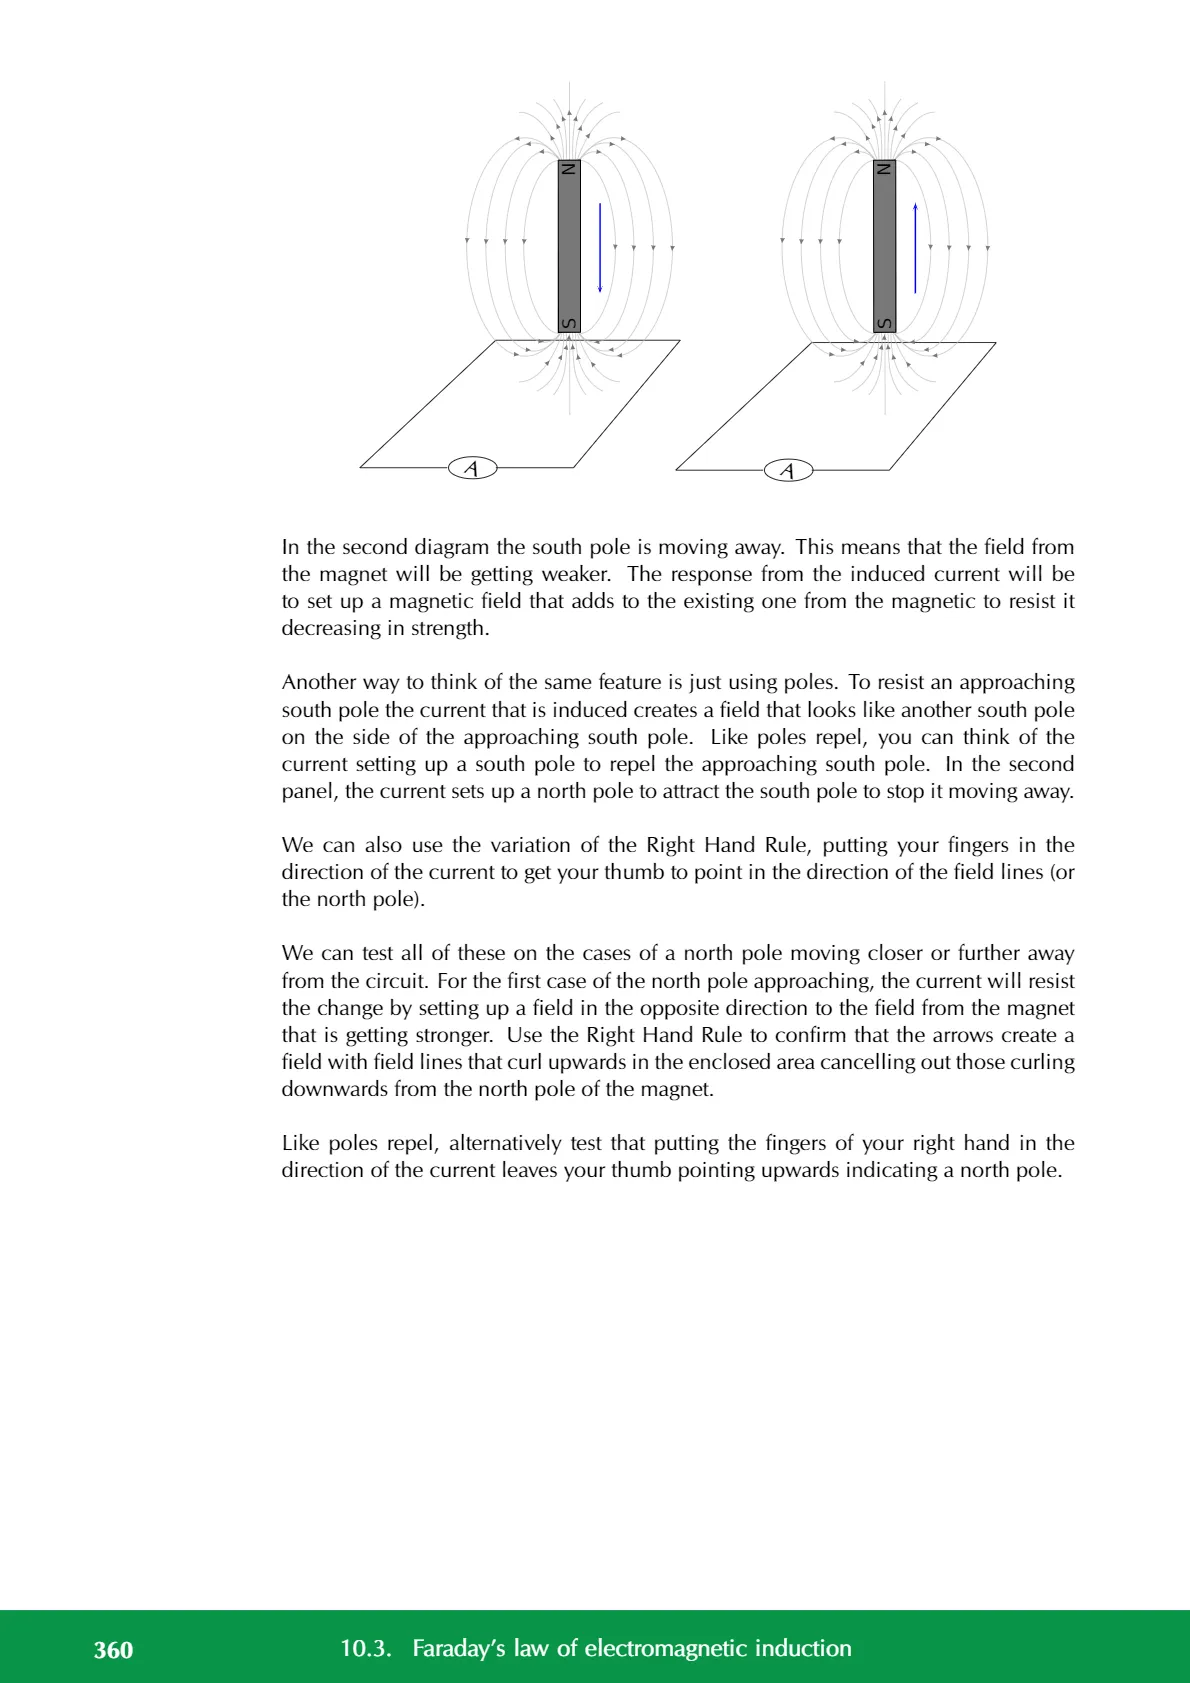 N
N
S
S
A
A
In the second diagram the south pole is moving away. This means that the field from
the magnet will be getting weaker. The response from the induced current will be
to set up a magnetic field that adds to the existing one from the magnetic to resist it
decreasing in strength.
Another way to think of the same feature is just using poles. To resist an approaching
south pole the current that is induced creates a field that looks like another south pole
on the side of the approaching south pole. Like poles repel, you can think of the
current setting up a south pole to repel the approaching south pole. In the second
panel, the current sets up a north pole to attract the south pole to stop it moving away.
We can also use the variation of the Right Hand Rule, putting your fingers in the
direction of the current to get your thumb to point in the direction of the field lines (or
the north pole).
We can test all of these on the cases of a north pole moving closer or further away
from the circuit. For the first case of the north pole approaching, the current will resist
the change by setting up a field in the opposite direction to the field from the magnet
that is getting stronger. Use the Right Hand Rule to confirm that the arrows create a
field with field lines that curl upwards in the enclosed area cancelling out those curling
downwards from the north pole of the magnet.
Like poles repel, alternatively test that putting the fingers of your right hand in the
direction of the current leaves your thumb pointing upwards indicating a north pole.
360 10.3. Faraday’s law of electromagnetic induction